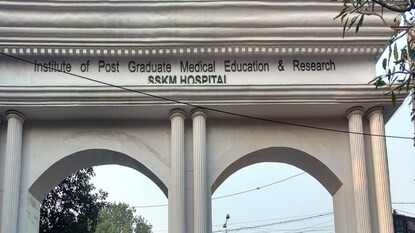 Institute of Post Graduate Medical Education & Research
SSKM HOSPITAL